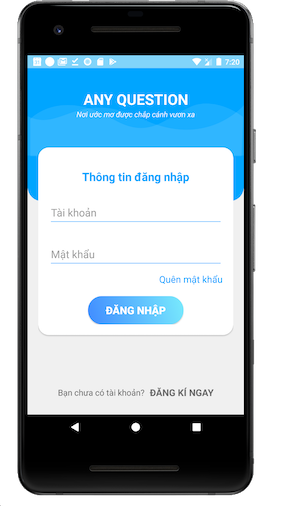 7:20
ANY QUESTION
Nơi ước mơ được chắp cánh vươn xa
Thông tin đăng nhập
Tài khoản
Mật khẩu
Quên mật khẩu
ĐĂNG NHẬP
Bạn chưa có tài khoản? ĐĂNG KÍ NGAY